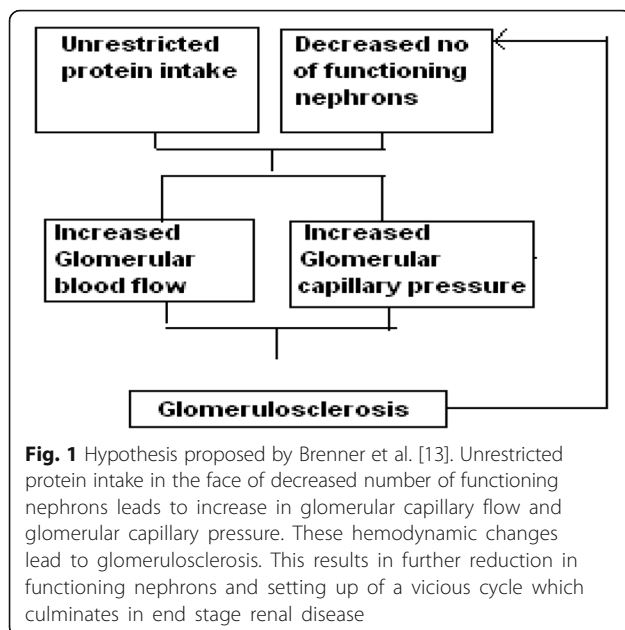 Unrestricted
protein intake
Decreased no
of functioning
nephrons
Increased
Glomerular
blood flow
Increased
Glomerular
capillary pressure
Glomerulosclerosis
Fig. 1 Hypothesis proposed by Brenner et al. [13]. Unrestricted
protein intake in the face of decreased number of functioning
nephrons leads to increase in glomerular capillary flow and
glomerular capillary pressure. These hemodynamic changes
lead to glomerulosclerosis. This results in further reduction in
functioning nephrons and setting up of a vicious cycle which
culminates in end stage renal disease